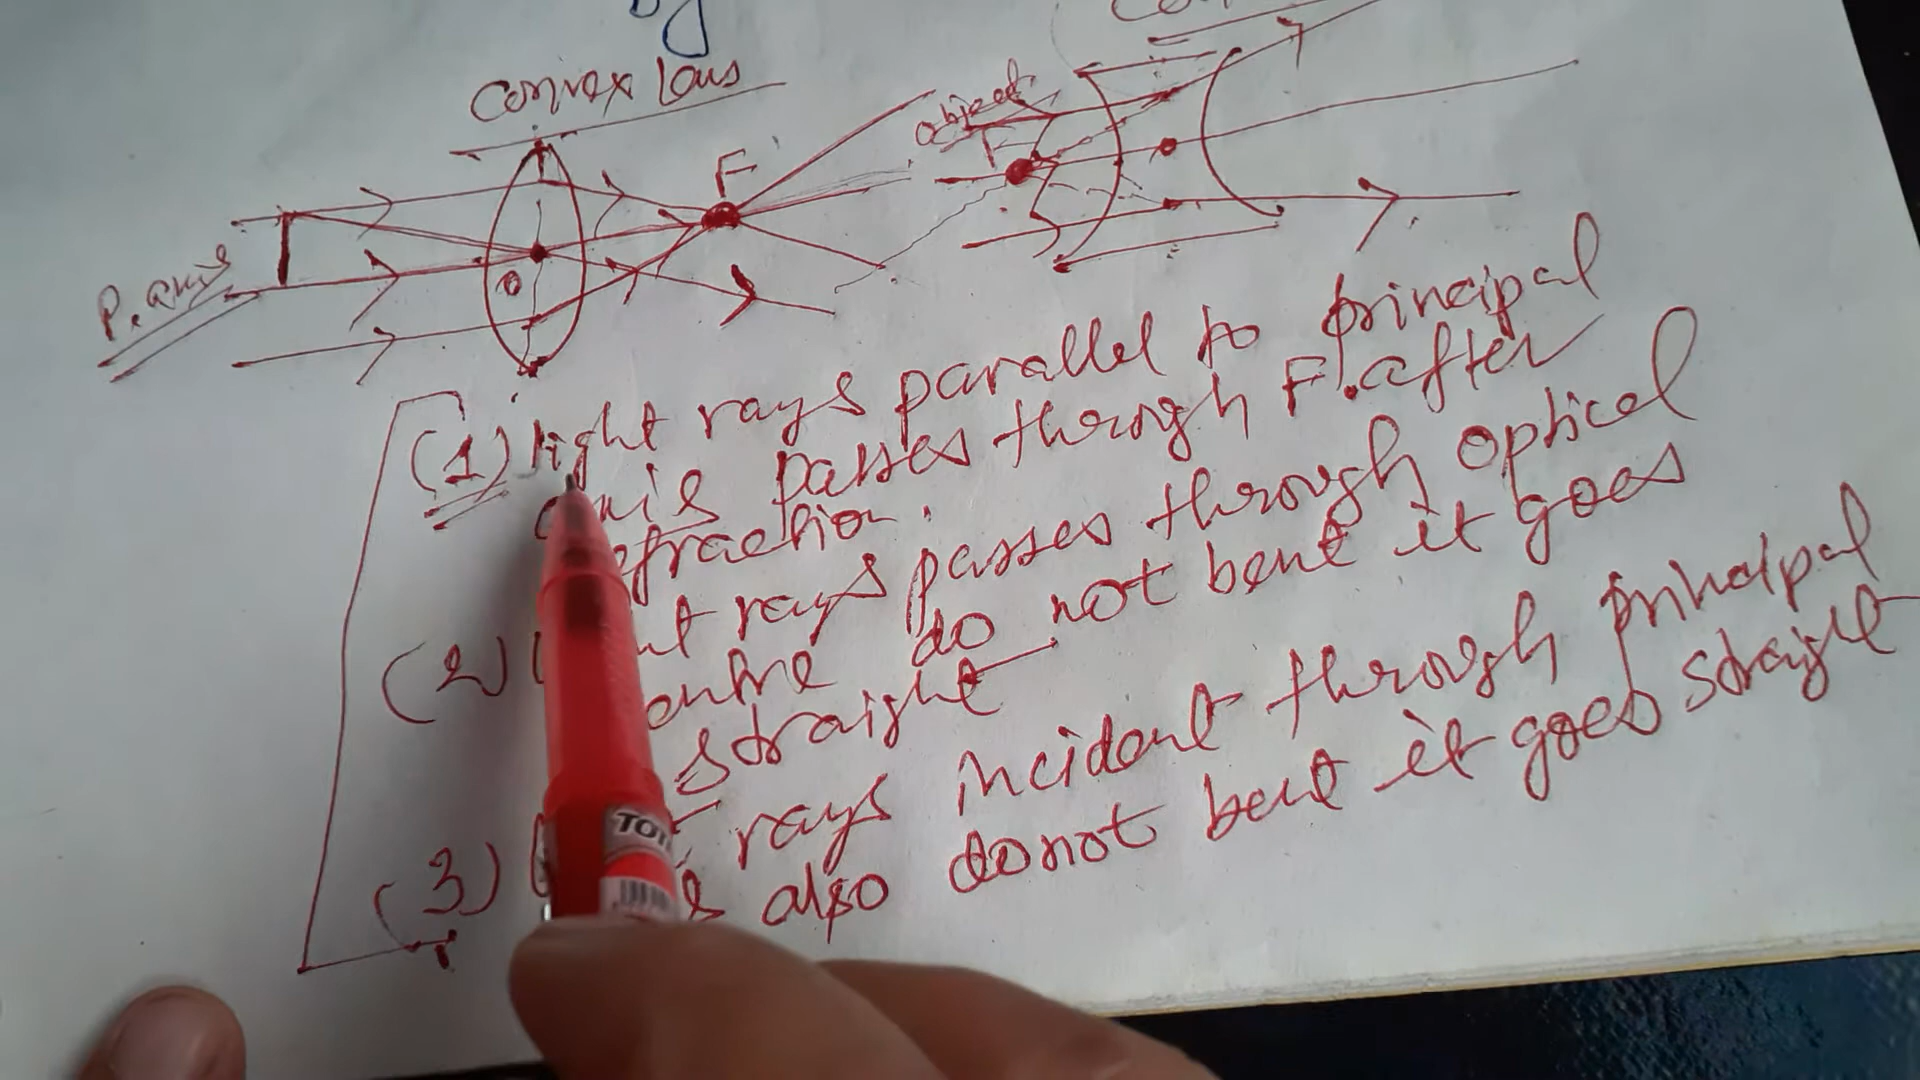 by
Convex Lens
F
Object
F
P. axis
O
(1) light rays parallel to principal
axis passes through F. after
refraction.
(2) rays passes through optical
centre do not bent it goes
straight
(3) rays incident through principal
also donot bent it goes straight